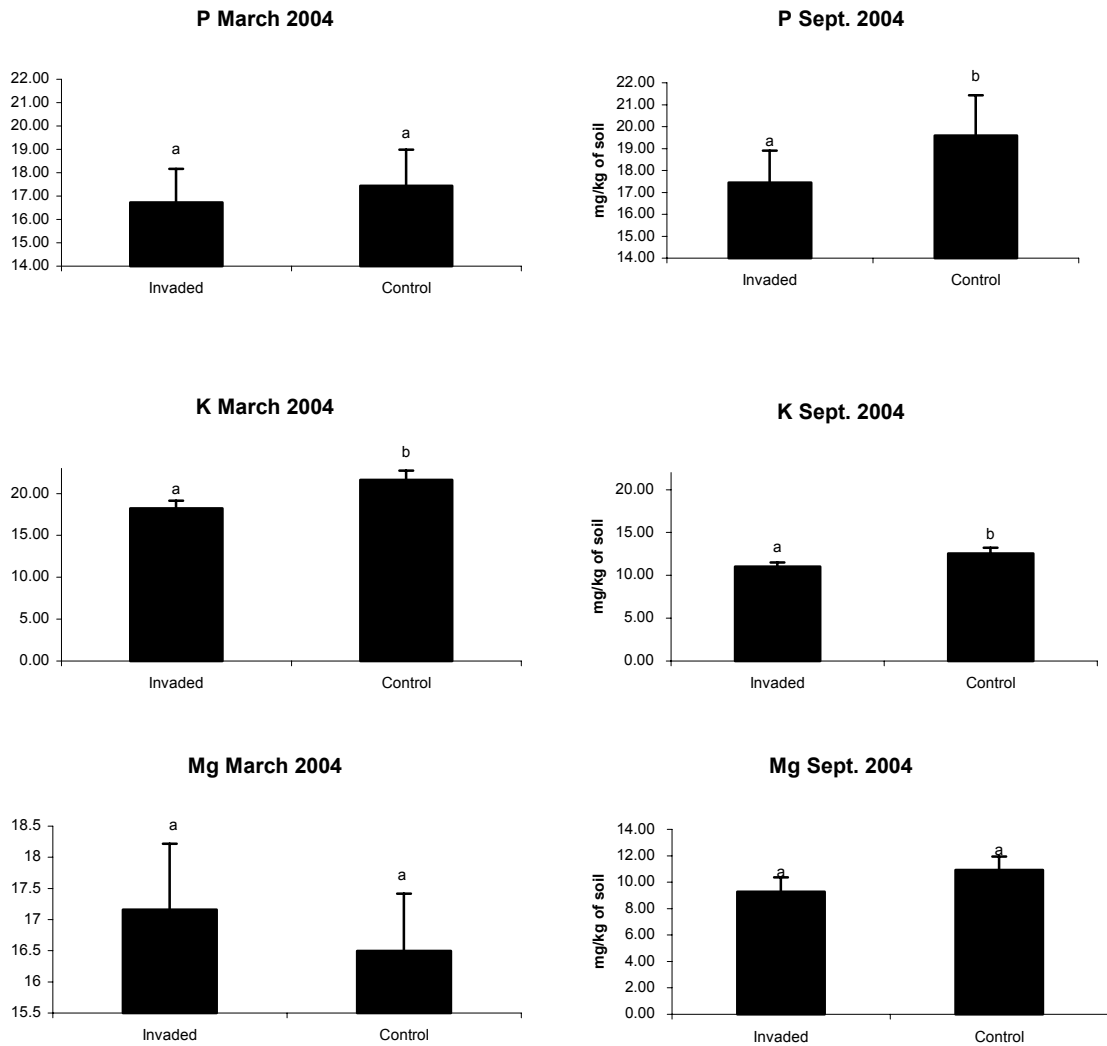 P March 2004
22.00
21.00
20.00
19.00
18.00
17.00
16.00
15.00
14.00
a
a
Invaded
Control
P Sept. 2004
mg/kg of soil
22.00
21.00
20.00
19.00
18.00
17.00
16.00
15.00
14.00
a
b
Invaded
Control
K March 2004
20.00
15.00
10.00
5.00
0.00
a
b
Invaded
Control
K Sept. 2004
mg/kg of soil
20.00
15.00
10.00
5.00
0.00
a
b
Invaded
Control
Mg March 2004
18.5
18
17.5
17
16.5
16
15.5
a
a
Invaded
Control
Mg Sept. 2004
mg/kg of soil
14.00
12.00
10.00
8.00
6.00
4.00
2.00
0.00
a
a
Invaded
Control